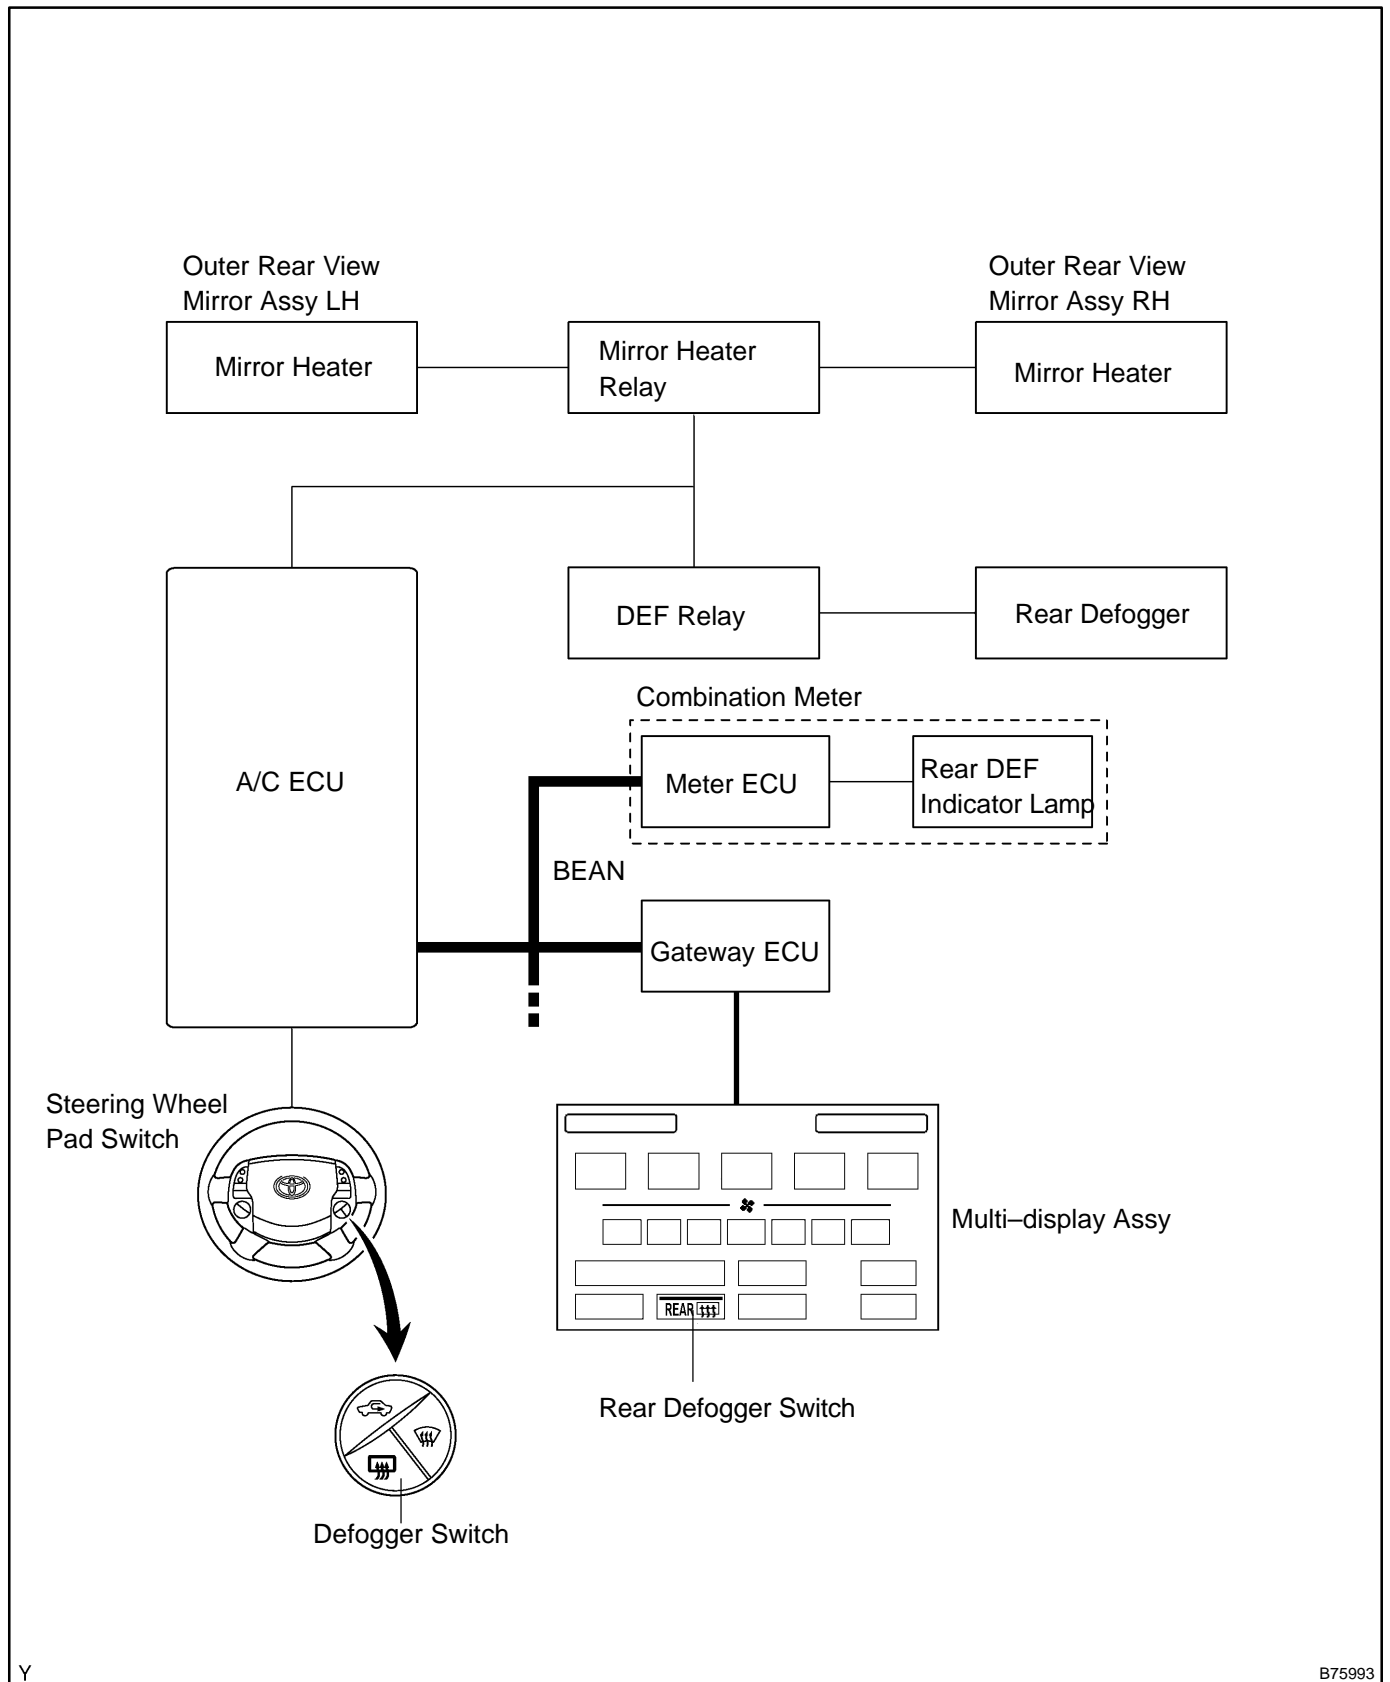 Outer Rear View
Mirror Assy LH
Outer Rear View
Mirror Assy RH
Mirror Heater
Mirror Heater
Relay
Mirror Heater
DEF Relay
Rear Defogger
Combination Meter
A/C ECU
Meter ECU
Rear DEF
Indicator Lamp
BEAN
Gateway ECU
Steering Wheel
Pad Switch
Multi–display Assy
REAR
Rear Defogger Switch
Defogger Switch
Y
B75993